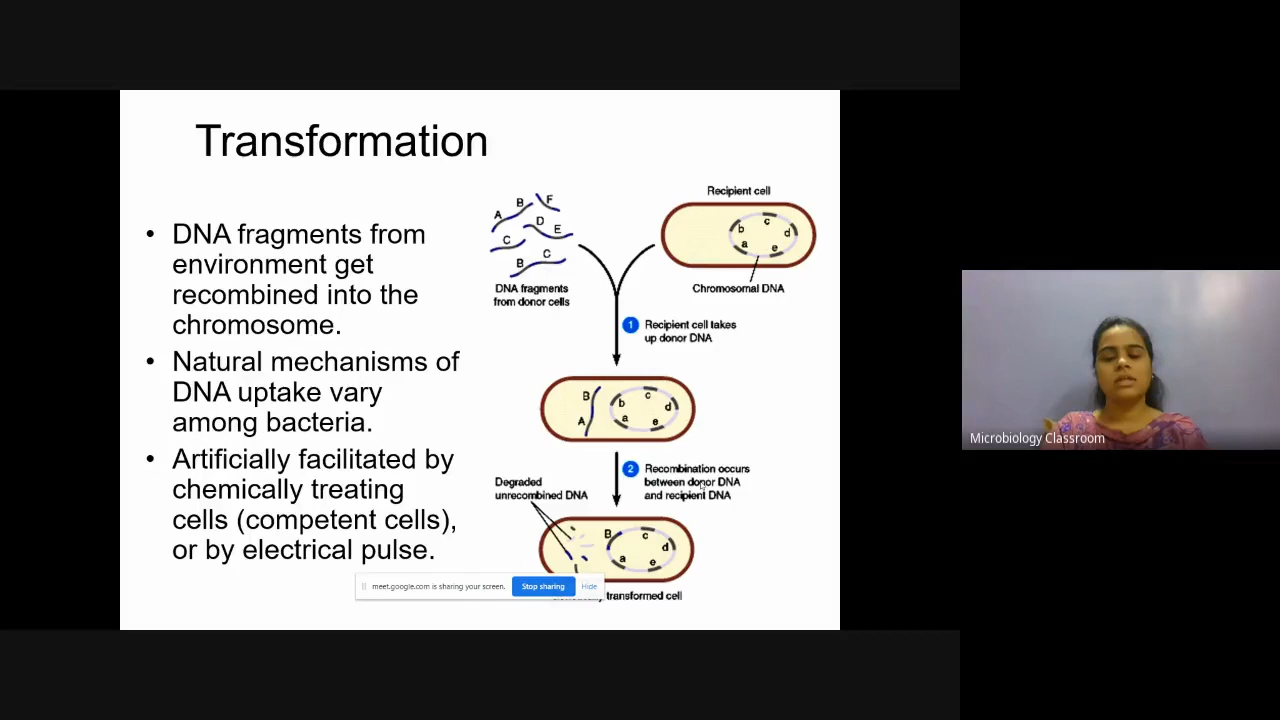 Transformation
• DNA fragments from
environment get
recombined into the
chromosome.
• Natural mechanisms of
DNA uptake vary
among bacteria.
• Artificially facilitated by
chemically treating
cells (competent cells),
or by electrical pulse.
A B F
D E
C
B C
DNA fragments
from donor cells
Recipient cell
b c d
a e
Chromosomal DNA
1 Recipient cell takes
up donor DNA
B b c d
A a e
2 Recombination occurs
between donor DNA
and recipient DNA
Degraded
unrecombined DNA
B c d
a e
transformed cell
meet.google.com is sharing your screen. Stop sharing Hide
Microbiology Classroom